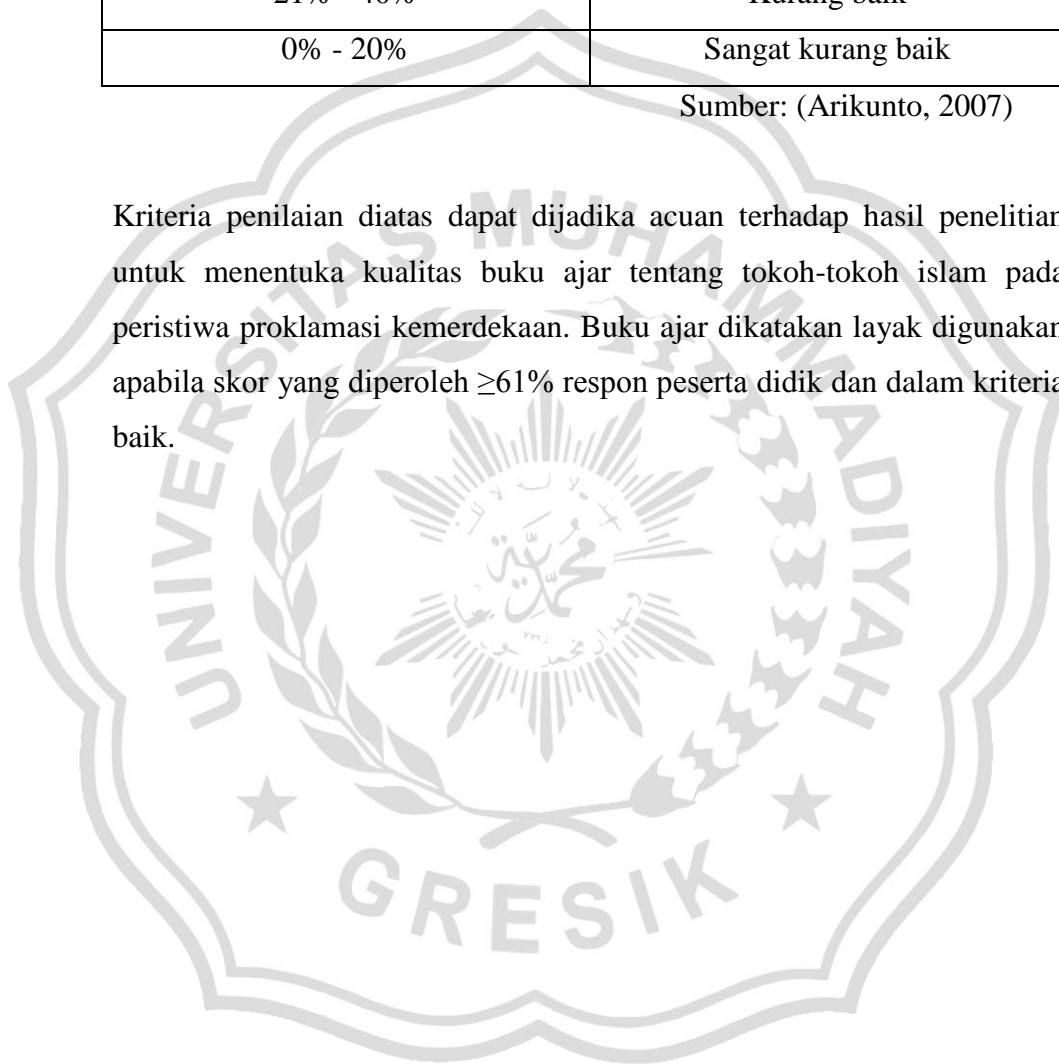 21% - 40%
Kurang baik
0% - 20%
Sangat kurang baik
Sumber: (Arikunto, 2007)
Kriteria penilaian diatas dapat dijadika acuan terhadap hasil penelitian
untuk menentuka kualitas buku ajar tentang tokoh-tokoh islam pada
peristiwa proklamasi kemerdekaan. Buku ajar dikatakan layak digunakan
apabila skor yang diperoleh ≥61% respon peserta didik dan dalam kriteria
baik.
UNIVERSITAS MUHAMMADIYAH
GRESIK